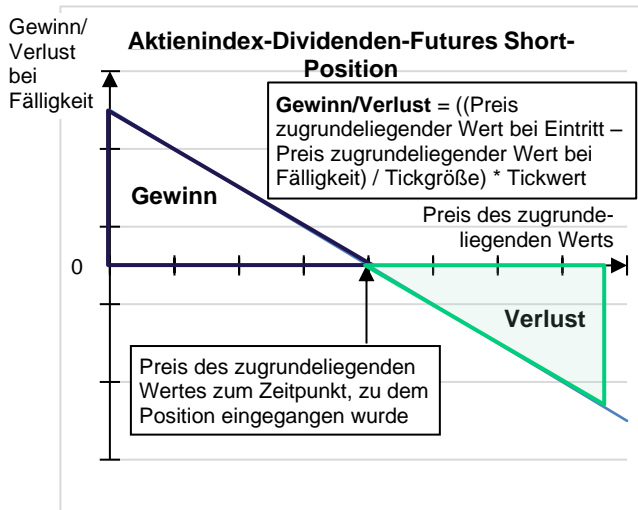 Gewinn/
Verlust
bei
Fälligkeit
Aktienindex-Dividenden-Futures Short-
Position
Gewinn/Verlust = ((Preis
zugrundeliegender Wert bei Eintritt –
Preis zugrundeliegender Wert bei
Fälligkeit) / Tickgröße) * Tickwert
Gewinn
Preis des zugrunde-
liegenden Werts
0
Verlust
Preis des zugrundeliegenden
Wertes zum Zeitpunkt, zu dem
Position eingegangen wurde